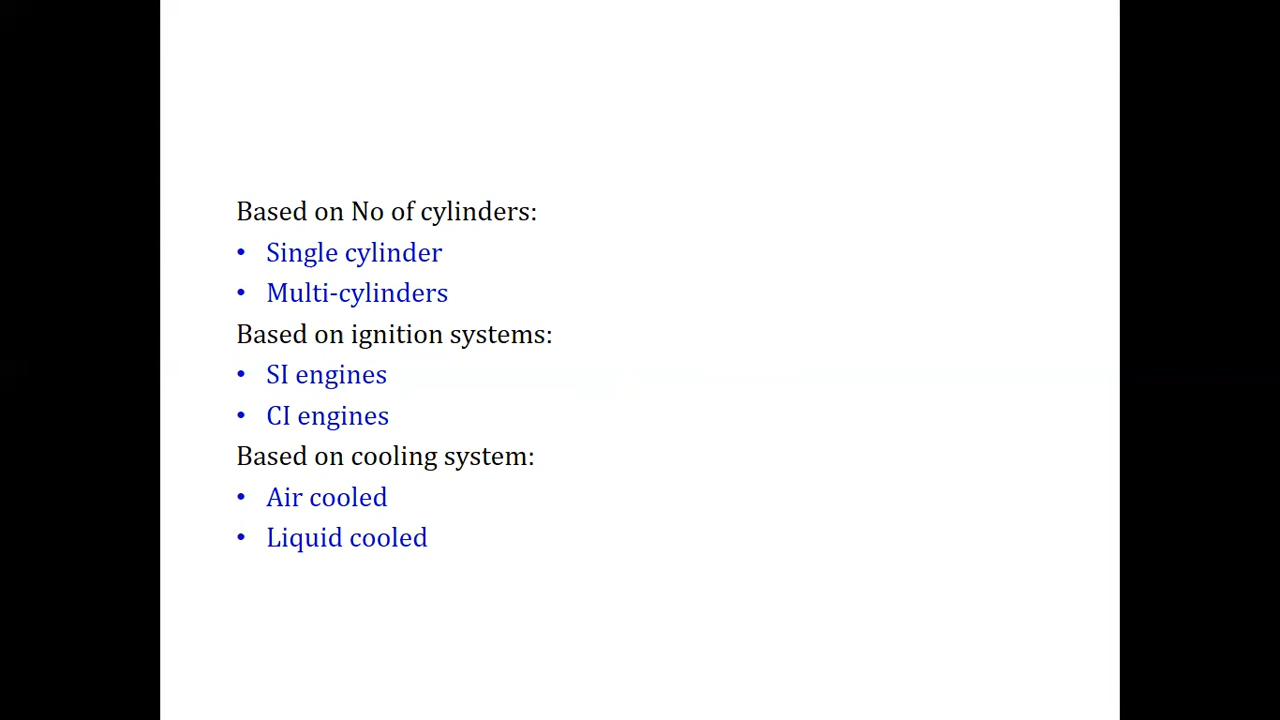 Based on No of cylinders:
• Single cylinder
• Multi-cylinders
Based on ignition systems:
• SI engines
• CI engines
Based on cooling system:
• Air cooled
• Liquid cooled